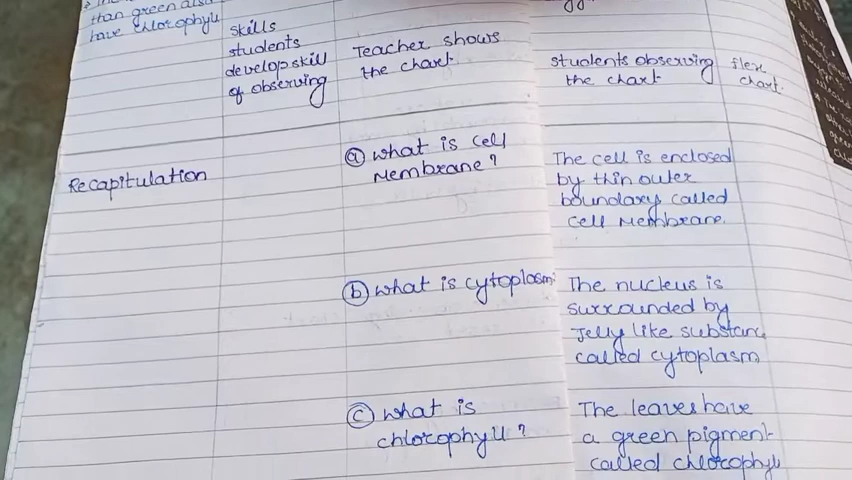 than green also
have chlorophyll
skills
students
develop skill
of observing
Teacher shows
the chart.
students observing
the chart
flex
chart.
Recapitulation
(a) what is cell
Membrane?
The cell is enclosed
by thin outer
boundary called
cell Membrane.
(b) what is cytoplasm
The nucleus is
surrounded by
Jelly like substance
called cytoplasm
(c) what is
chlorophyll?
The leaves have
a green pigment
called chlorophyll